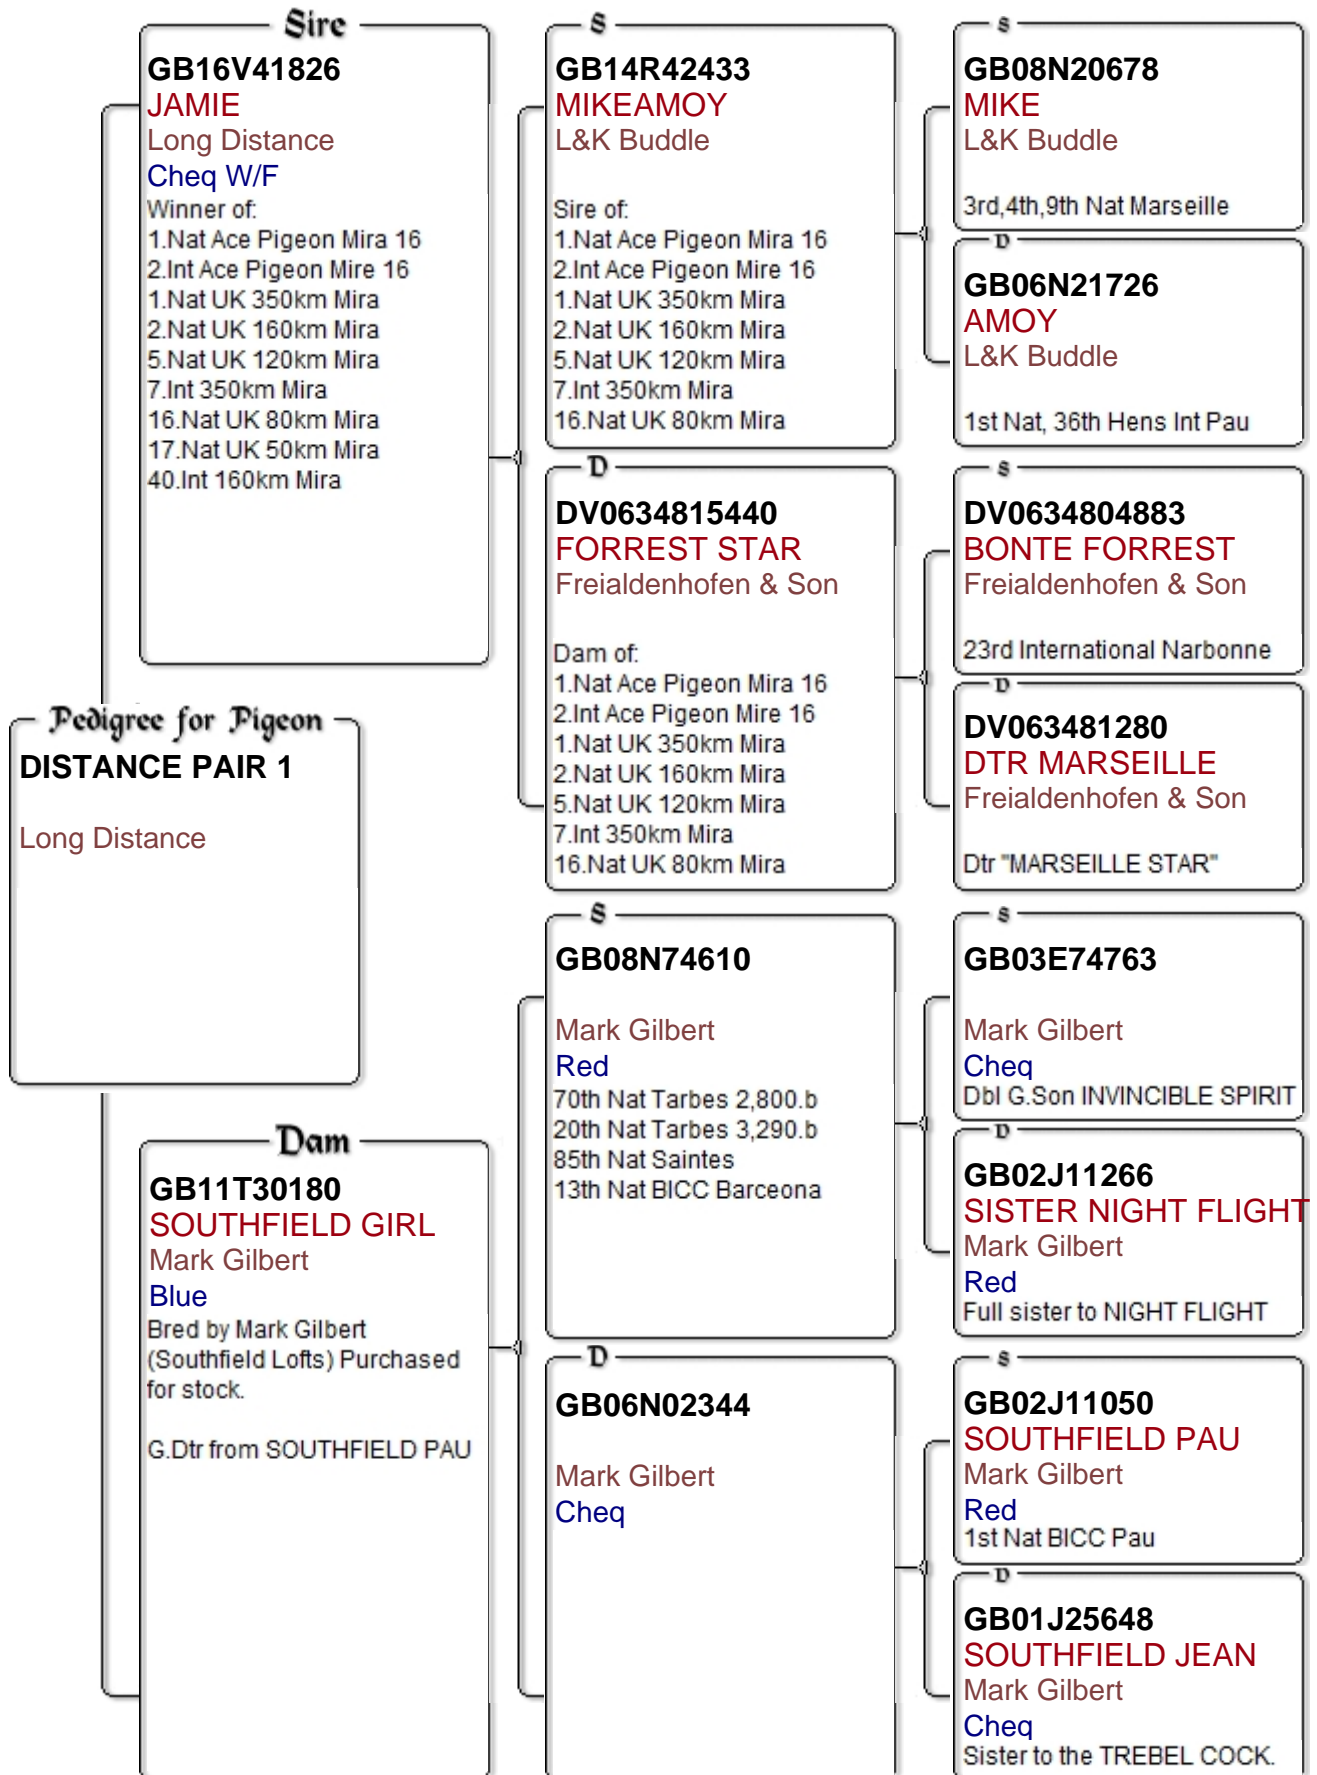 Sire
GB16V41826
JAMIE
Long Distance
Cheq W/F
Winner of:
1.Nat Ace Pigeon Mira 16
2.Int Ace Pigeon Mire 16
1.Nat UK 350km Mira
2.Nat UK 160km Mira
5.Nat UK 120km Mira
7.Int 350km Mira
16.Nat UK 80km Mira
17.Nat UK 50km Mira
40.Int 160km Mira
Pedigree for Pigeon
DISTANCE PAIR 1
Long Distance
Dam
GB11T30180
SOUTHFIELD GIRL
Mark Gilbert
Blue
Bred by Mark Gilbert
(Southfield Lofts) Purchased
for stock.
G.Dtr from SOUTHFIELD PAU
S
GB14R42433
MIKEAMOY
L&K Buddle
Sire of:
1.Nat Ace Pigeon Mira 16
2.Int Ace Pigeon Mire 16
1.Nat UK 350km Mira
2.Nat UK 160km Mira
5.Nat UK 120km Mira
7.Int 350km Mira
16.Nat UK 80km Mira
D
DV0634815440
FORREST STAR
Freialdenhofen & Son
Dam of:
1.Nat Ace Pigeon Mira 16
2.Int Ace Pigeon Mire 16
1.Nat UK 350km Mira
2.Nat UK 160km Mira
5.Nat UK 120km Mira
7.Int 350km Mira
16.Nat UK 80km Mira
S
GB08N74610
Mark Gilbert
Red
70th Nat Tarbes 2,800.b
20th Nat Tarbes 3,290.b
85th Nat Saintes
13th Nat BICC Barceona
D
GB06N02344
Mark Gilbert
Cheq
S
GB08N20678
MIKE
L&K Buddle
3rd,4th,9th Nat Marseille
D
GB06N21726
AMOY
L&K Buddle
1st Nat, 36th Hens Int Pau
S
DV0634804883
BONTE FORREST
Freialdenhofen & Son
23rd International Narbonne
D
DV063481280
DTR MARSEILLE
Freialdenhofen & Son
Dtr "MARSEILLE STAR"
S
GB03E74763
Mark Gilbert
Cheq
Dbl G.Son INVINCIBLE SPIRIT
D
GB02J11266
SISTER NIGHT FLIGHT
Mark Gilbert
Red
Full sister to NIGHT FLIGHT
S
GB02J11050
SOUTHFIELD PAU
Mark Gilbert
Red
1st Nat BICC Pau
D
GB01J25648
SOUTHFIELD JEAN
Mark Gilbert
Cheq
Sister to the TREBEL COCK.